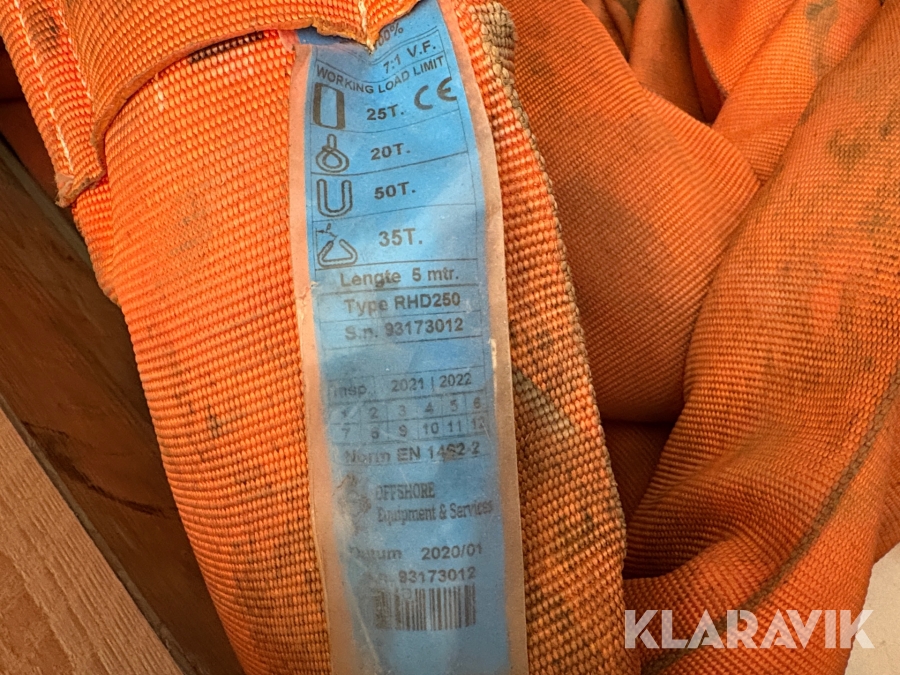 100%
7:1 V.F.
WORKING LOAD LIMIT
25T. CE
20T.
50T.
35T.
Lengte 5 mtr.
Type RHD250
S.n. 93173012
insp. 2021 | 2022
1 2 3 4 5 6
7 8 9 10 11 12
Norm EN 1492-2
OFFSHORE
Equipment & Services
Datum 2020/01
S.n. 93173012
KLARAVIK